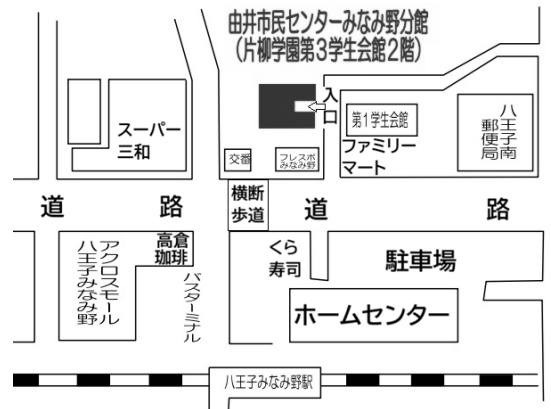 由井市民センターみなみ野分館
（片柳学園第３学生会館２階）
入口
第１学生会館
ファミリー
マート
八王子南
郵便局
スーパー
三和
交番
フレスポ
みなみ野
横断
歩道
道　路
道　路
高倉
珈琲
アクロスモール
八王子みなみ野
バスターミナル
くら
寿司
駐車場
ホームセンター
八王子みなみ野駅